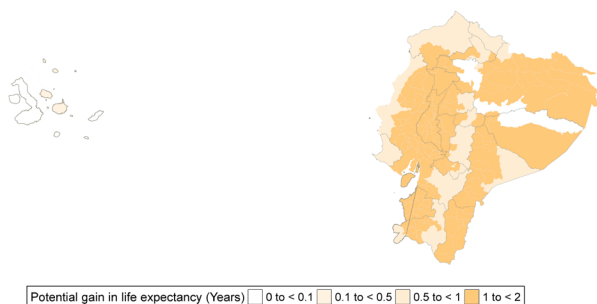 Potential gain in life expectancy (Years) 0 to < 0.1 0.1 to < 0.5 0.5 to < 1 1 to < 2